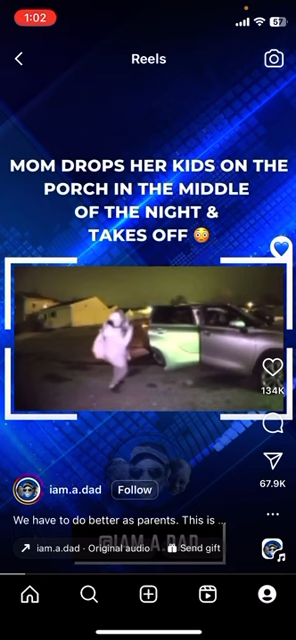 1:02
57
Reels
MOM DROPS HER KIDS ON THE
PORCH IN THE MIDDLE
OF THE NIGHT &
TAKES OFF 😳
134K
67.9K
iam.a.dad
Follow
We have to do better as parents. This is ...
iam.a.dad · Original audio
Send gift
@IAM.A.DAD